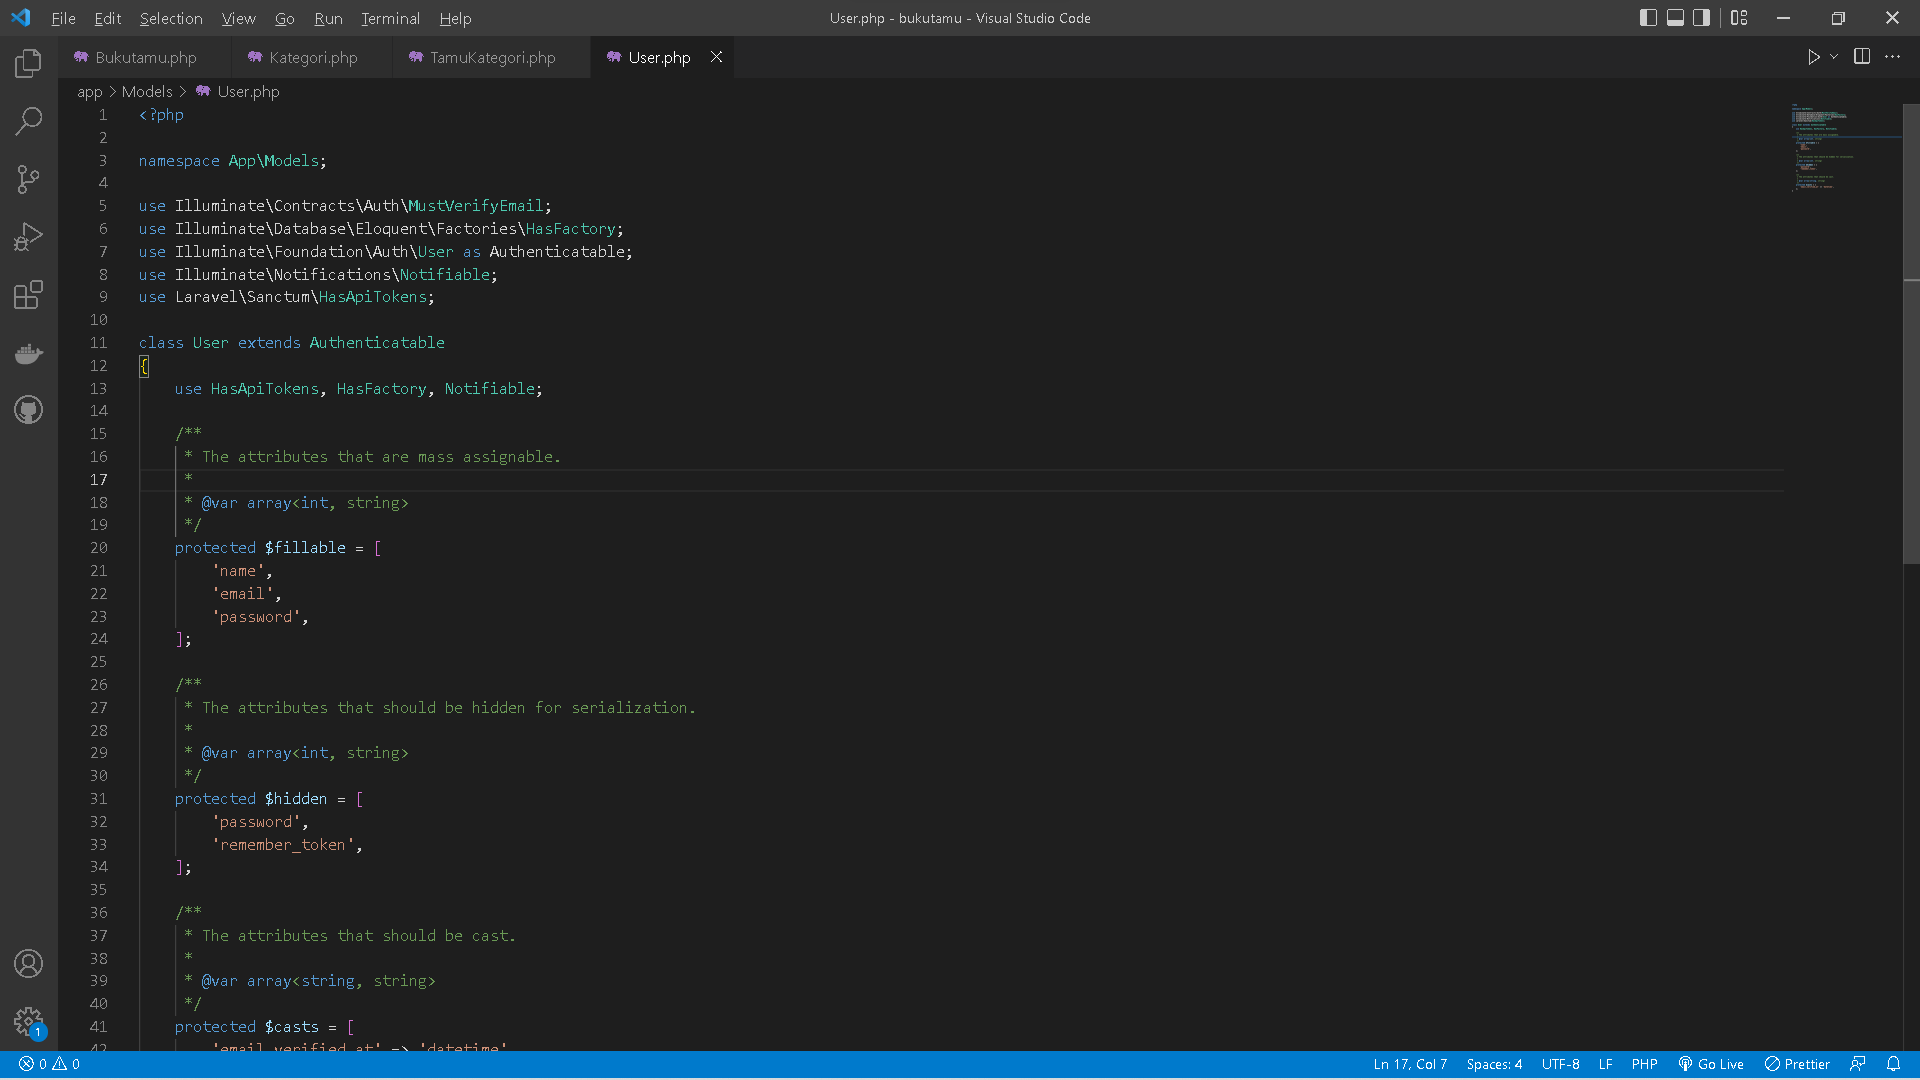 File Edit Selection View Go Run Terminal Help
User.php - bukutamu - Visual Studio Code
Bukutamu.php
Kategori.php
TamuKategori.php
User.php
app > Models > User.php
1 <?php
2
3 namespace App\Models;
4
5 use Illuminate\Contracts\Auth\MustVerifyEmail;
6 use Illuminate\Database\Eloquent\Factories\HasFactory;
7 use Illuminate\Foundation\Auth\User as Authenticatable;
8 use Illuminate\Notifications\Notifiable;
9 use Laravel\Sanctum\HasApiTokens;
10
11 class User extends Authenticatable
12 {
13 use HasApiTokens, HasFactory, Notifiable;
14
15 /**
16 * The attributes that are mass assignable.
17 *
18 * @var array<int, string>
19 */
20 protected $fillable = [
21 'name',
22 'email',
23 'password',
24 ];
25
26 /**
27 * The attributes that should be hidden for serialization.
28 *
29 * @var array<int, string>
30 */
31 protected $hidden = [
32 'password',
33 'remember_token',
34 ];
35
36 /**
37 * The attributes that should be cast.
38 *
39 * @var array<string, string>
40 */
41 protected $casts = [
42 'email_verified_at' => 'datetime'
1
0 0
Ln 17, Col 7 Spaces: 4 UTF-8 LF PHP Go Live Prettier